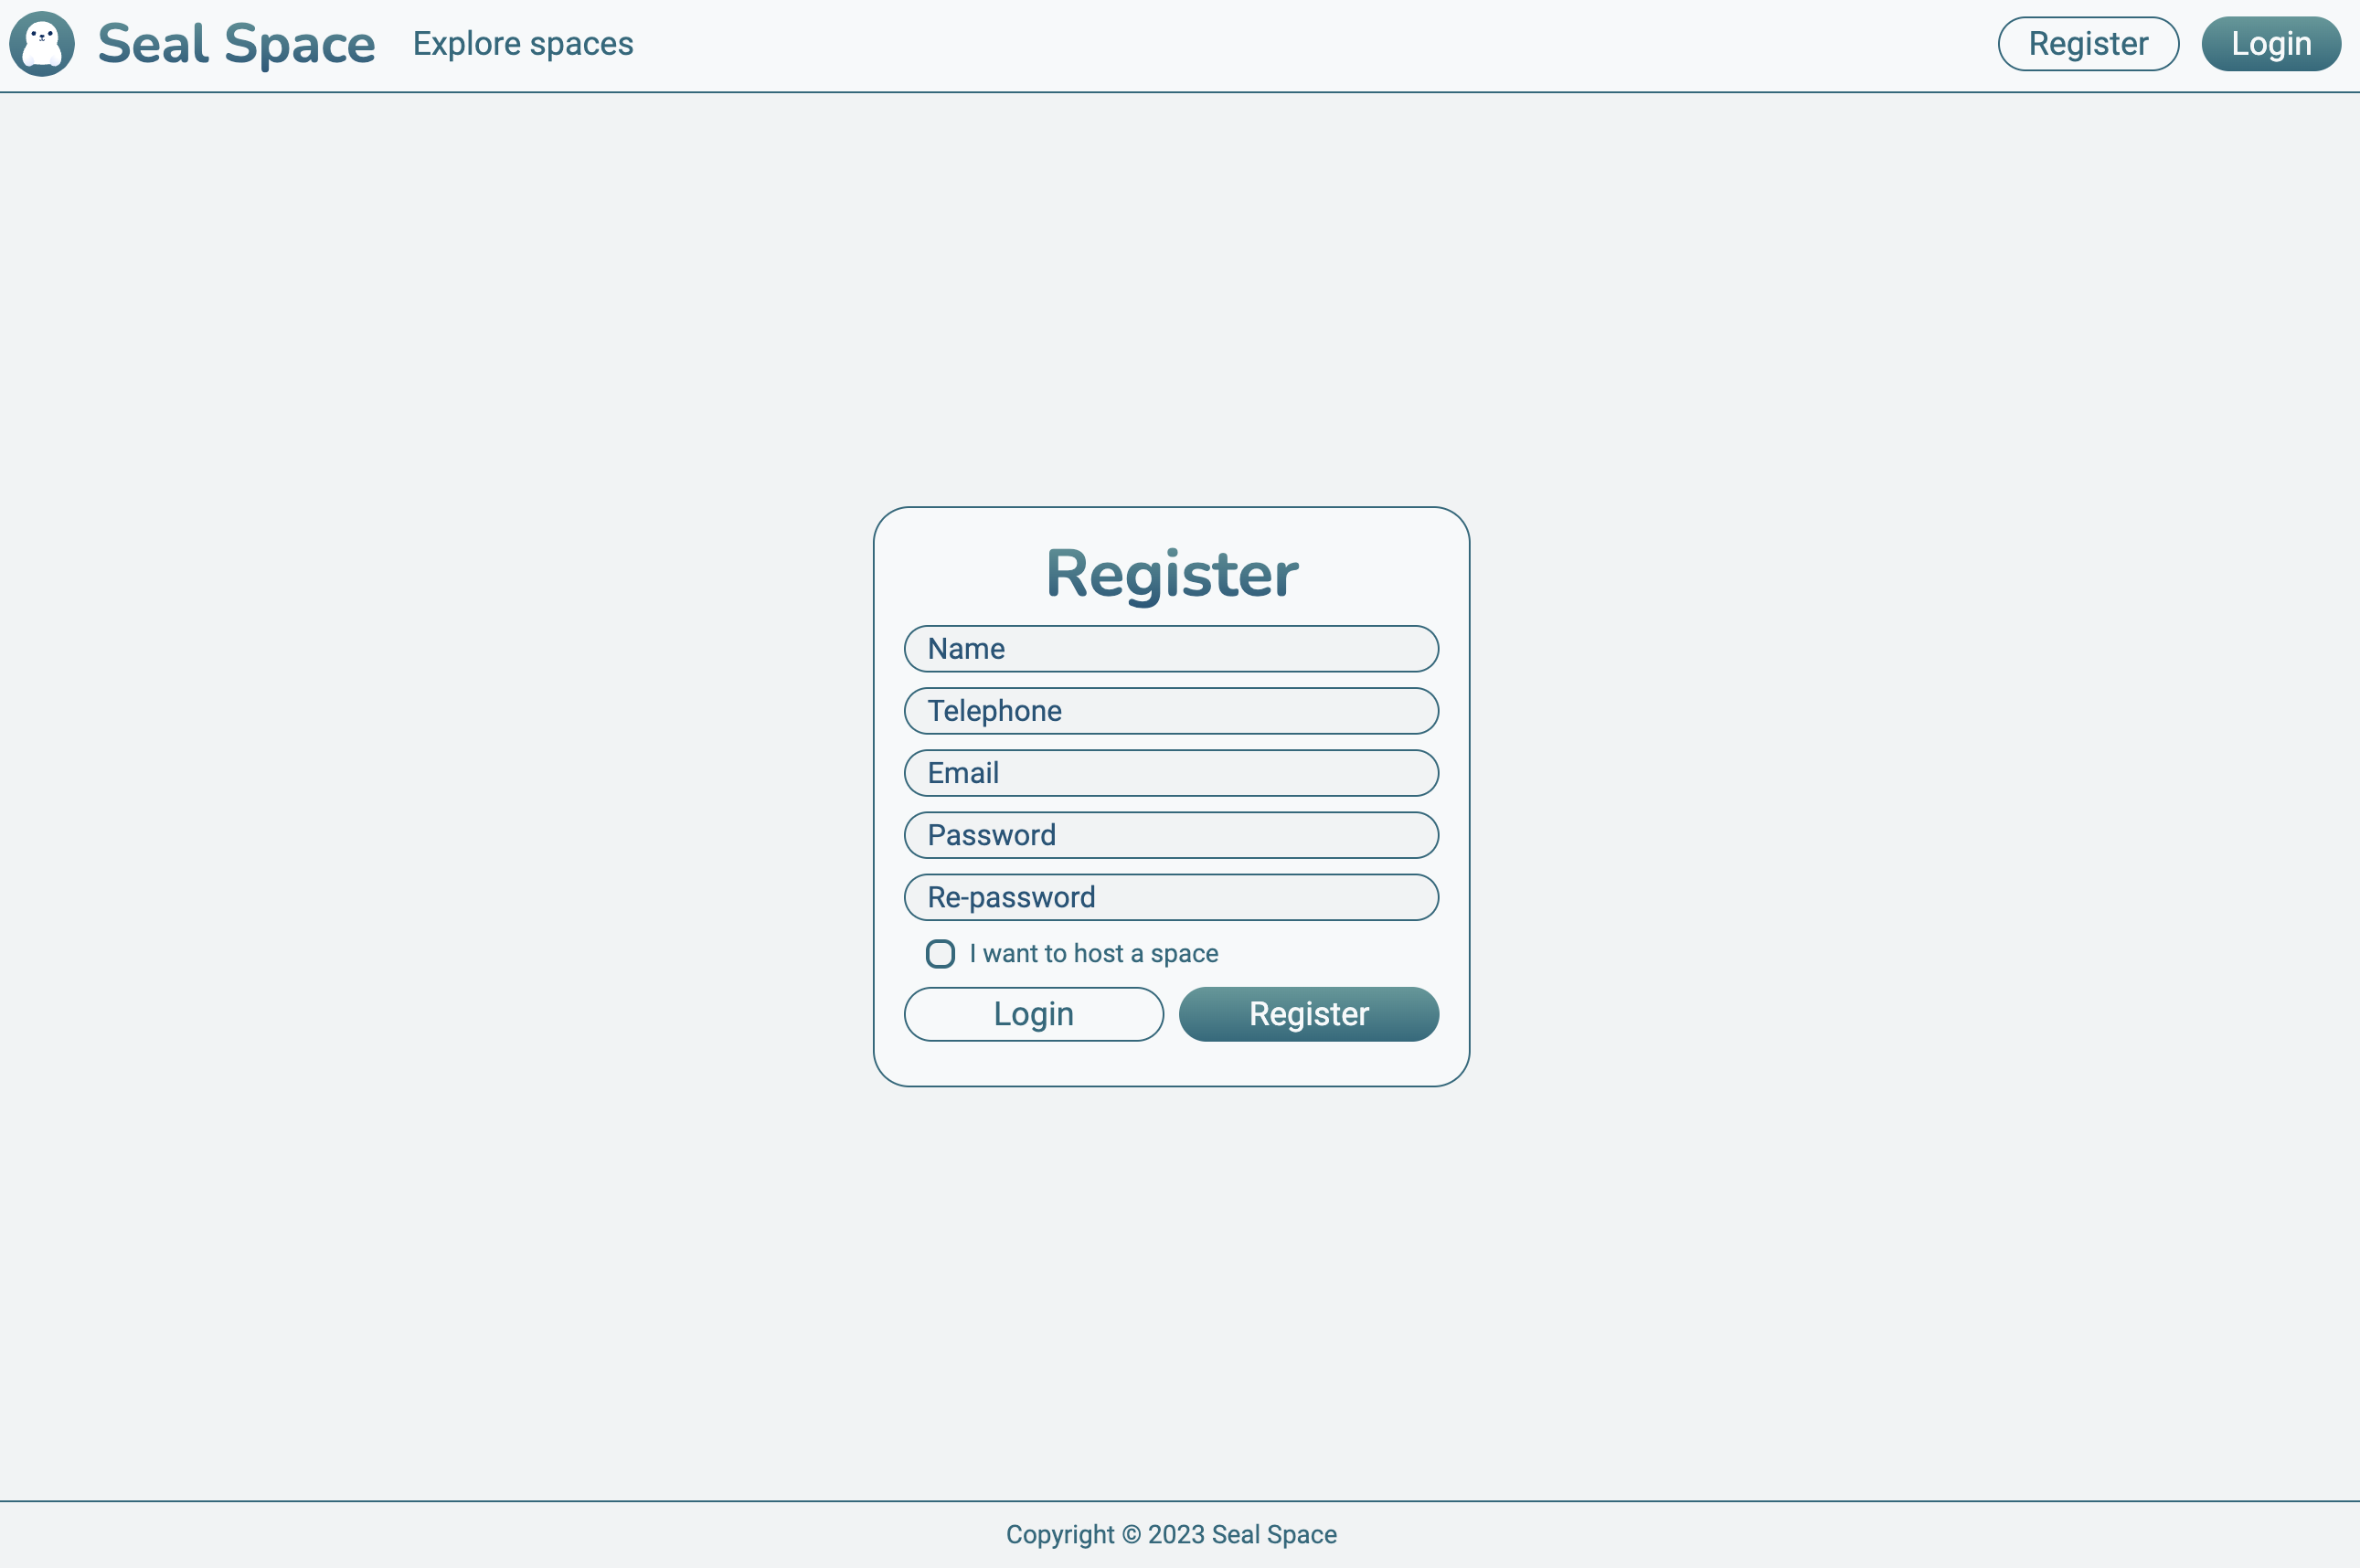 Seal Space Explore spaces Register Login
Register
Name
Telephone
Email
Password
Re-password
I want to host a space
Login Register
Copyright © 2023 Seal Space